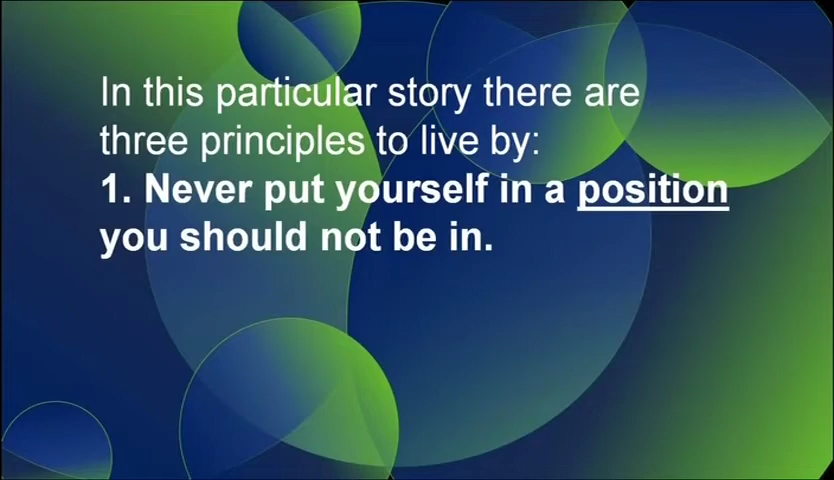 In this particular story there are
three principles to live by:
1. Never put yourself in a position
you should not be in.